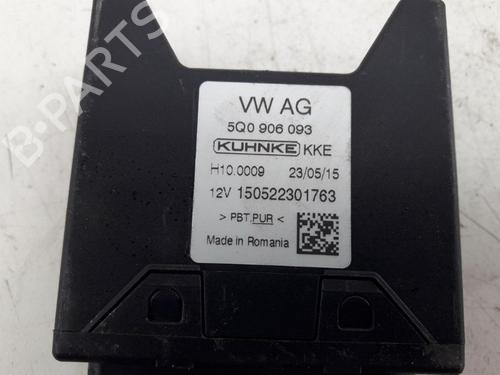 VW AG
5Q0 906 093
KUHNKE KKE
H10.0009 23/05/15
12V 150522301763
> PBT.PUR <
Made in Romania
B-PARTS